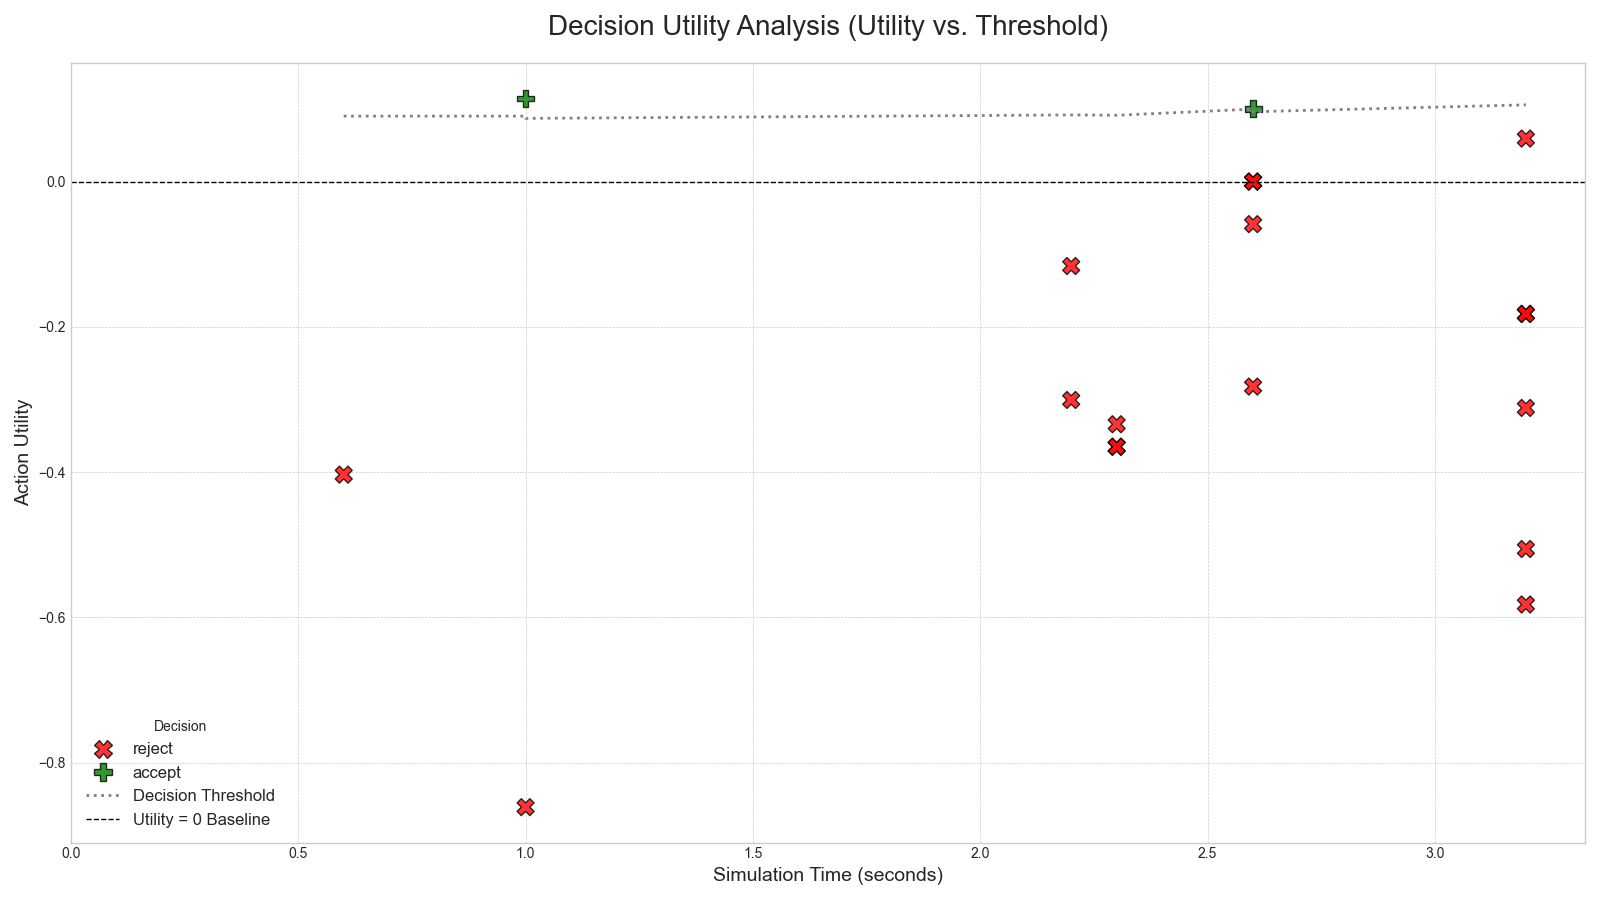 Decision Utility Analysis (Utility vs. Threshold)
Action Utility
0.0
−0.2
−0.4
−0.6
−0.8
Decision
reject
accept
Decision Threshold
Utility = 0 Baseline
0.0 0.5 1.0 1.5 2.0 2.5 3.0
Simulation Time (seconds)